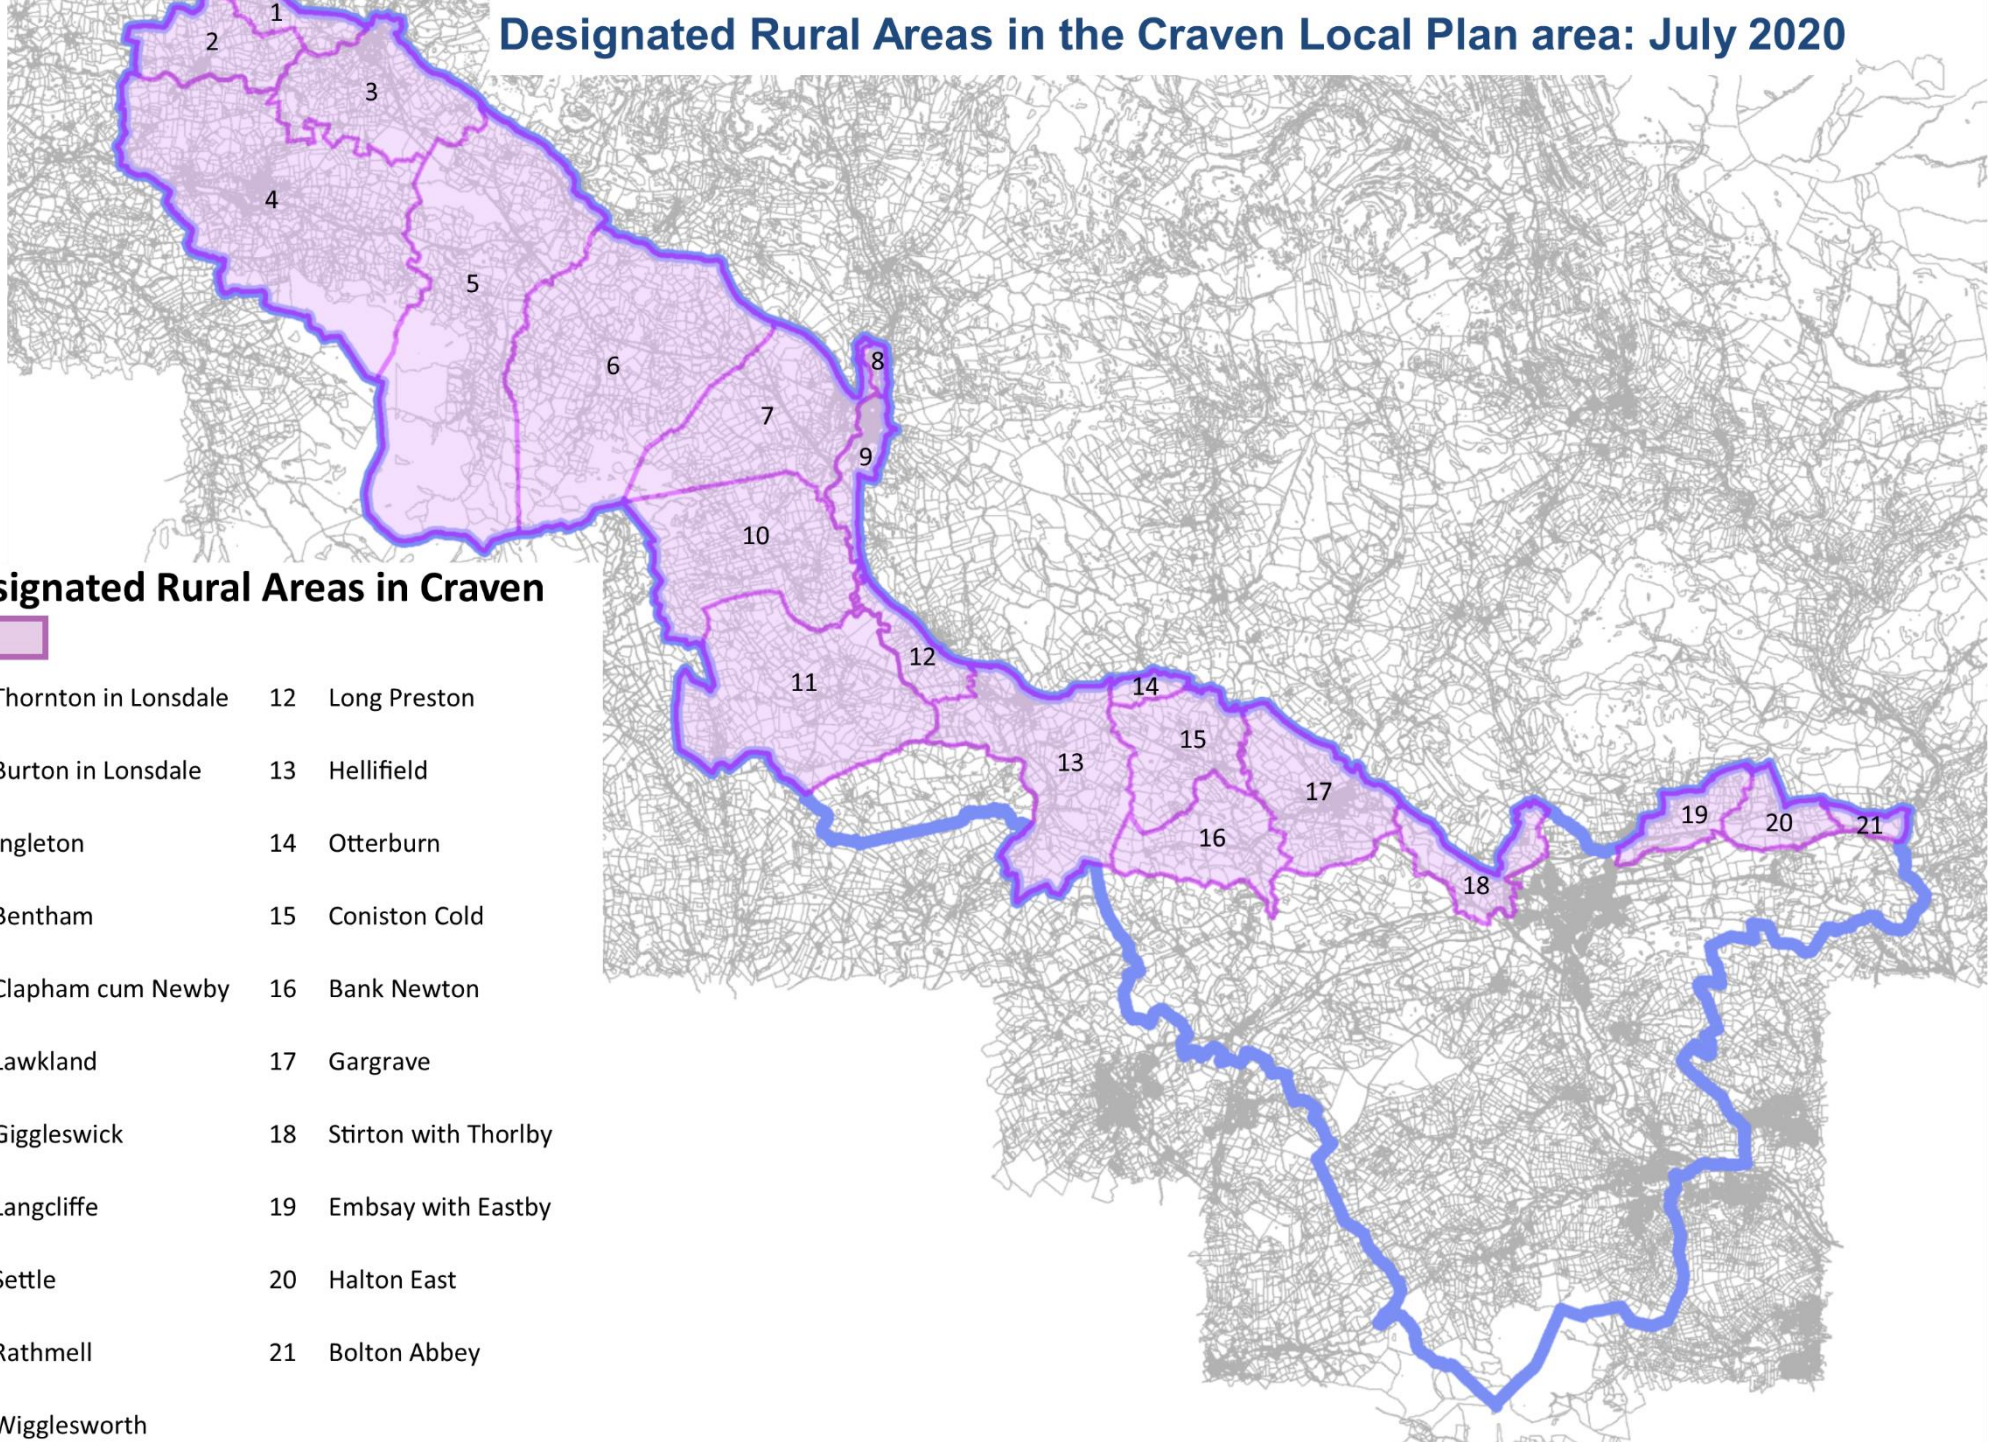 Designated Rural Areas in the Craven Local Plan area: July 2020
1
2
3
4
5
6
7
8
9
10
11
12
13
14
15
16
17
18
19
20
21
signated Rural Areas in Craven
Thornton in Lonsdale 12 Long Preston
Burton in Lonsdale 13 Hellifield
ngleton 14 Otterburn
Bentham 15 Coniston Cold
Clapham cum Newby 16 Bank Newton
Lawkland 17 Gargrave
Giggleswick 18 Stirton with Thorlby
Langcliffe 19 Embsay with Eastby
Settle 20 Halton East
Rathmell 21 Bolton Abbey
Wigglesworth